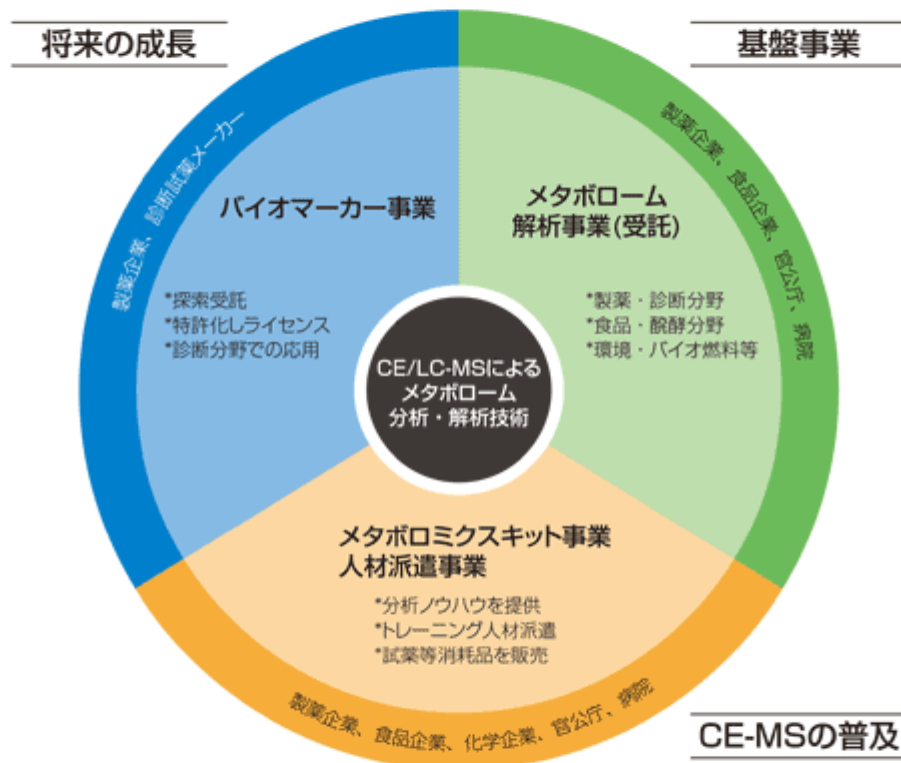 将来の成長
基盤事業
製薬企業、診断試薬メーカー
バイオマーカー事業
*探索受託
*特許化しライセンス
*診断分野での応用
製薬企業、食品企業、官公庁、病院
メタボローム
解析事業(受託)
*製薬・診断分野
*食品・醗酵分野
*環境・バイオ燃料等
CE/LC-MSによる
メタボローム
分析・解析技術
メタボロミクスキット事業
人材派遣事業
*分析ノウハウを提供
*トレーニング人材派遣
*試薬等消耗品を販売
製薬企業、食品企業、化学企業、官公庁、病院
CE-MSの普及